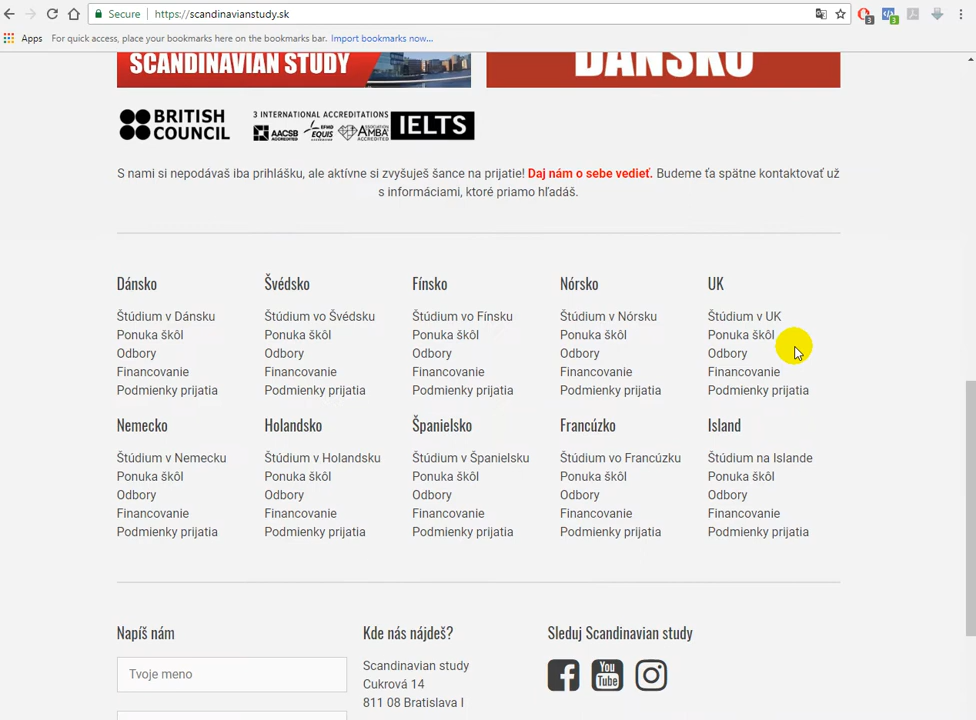 Secure https://scandinavianstudy.sk
3 3
Apps For quick access, place your bookmarks here on the bookmarks bar. Import bookmarks now...
SCANDINAVIAN STUDY DÁNSKO
BRITISH COUNCIL
3 INTERNATIONAL ACCREDITATIONS
AACSB ACCREDITED EFMD EQUIS ACCREDITED AMBA ACCREDITED
IELTS
S nami si nepodávaš iba prihlášku, ale aktívne si zvyšuješ šance na prijatie! Daj nám o sebe vedieť. Budeme ťa spätne kontaktovať už
s informáciami, ktoré priamo hľadáš.
Dánsko Švédsko Fínsko Nórsko UK
Štúdium v Dánsku Štúdium vo Švédsku Štúdium vo Fínsku Štúdium v Nórsku Štúdium v UK
Ponuka škôl Ponuka škôl Ponuka škôl Ponuka škôl Ponuka škôl
Odbory Odbory Odbory Odbory Odbory
Financovanie Financovanie Financovanie Financovanie Financovanie
Podmienky prijatia Podmienky prijatia Podmienky prijatia Podmienky prijatia Podmienky prijatia
Nemecko Holandsko Španielsko Francúzko Island
Štúdium v Nemecku Štúdium v Holandsku Štúdium v Španielsku Štúdium vo Francúzku Štúdium na Islande
Ponuka škôl Ponuka škôl Ponuka škôl Ponuka škôl Ponuka škôl
Odbory Odbory Odbory Odbory Odbory
Financovanie Financovanie Financovanie Financovanie Financovanie
Podmienky prijatia Podmienky prijatia Podmienky prijatia Podmienky prijatia Podmienky prijatia
Napíš nám Kde nás nájdeš? Sleduj Scandinavian study
Tvoje meno
Scandinavian study
Cukrová 14
811 08 Bratislava I
You Tube